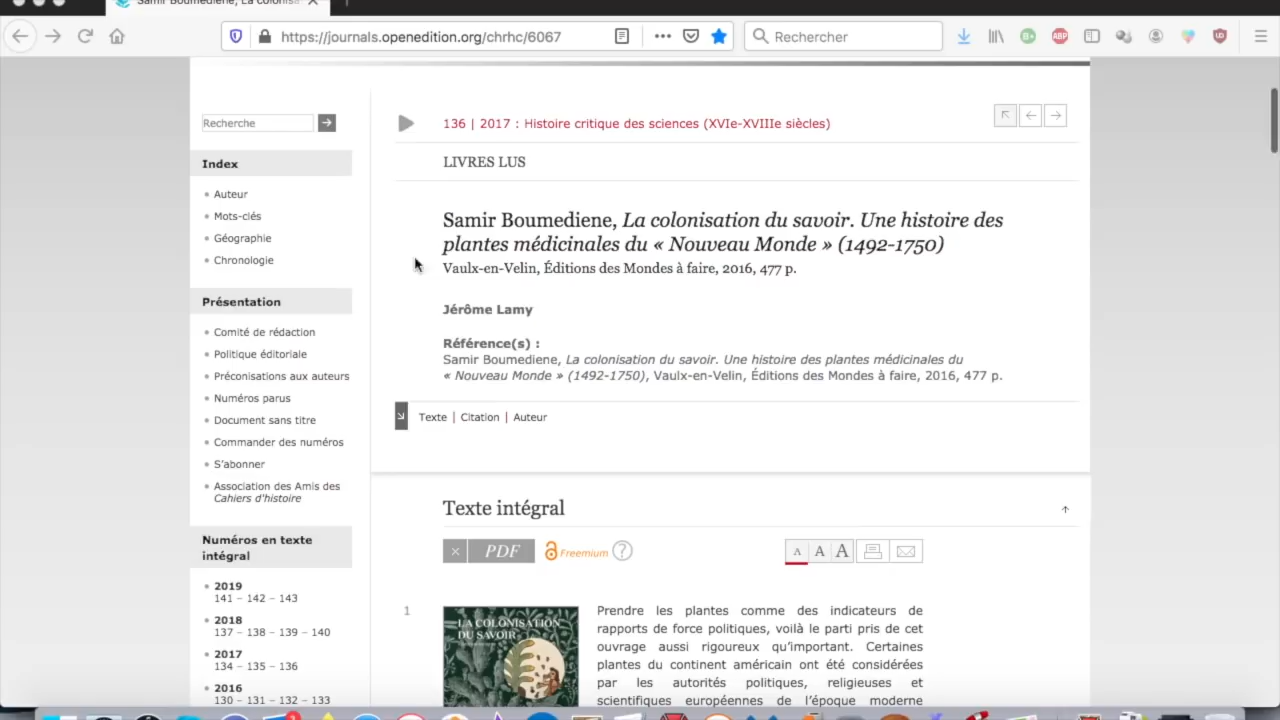 Samir Boumediene, La colonisa
https://journals.openedition.org/chrhc/6067
Rechercher
Recherche
Index
Auteur
Mots-clés
Géographie
Chronologie
Présentation
Comité de rédaction
Politique éditoriale
Préconisations aux auteurs
Numéros parus
Document sans titre
Commander des numéros
S'abonner
Association des Amis des
Cahiers d'histoire
Numéros en texte
intégral
2019
141 – 142 – 143
2018
137 – 138 – 139 – 140
2017
134 – 135 – 136
2016
130 – 131 – 132 – 133
136 | 2017 : Histoire critique des sciences (XVIe-XVIIIe siècles)
LIVRES LUS
Samir Boumediene, La colonisation du savoir. Une histoire des
plantes médicinales du « Nouveau Monde » (1492-1750)
Vaulx-en-Velin, Éditions des Mondes à faire, 2016, 477 p.
Jérôme Lamy
Référence(s) :
Samir Boumediene, La colonisation du savoir. Une histoire des plantes médicinales du
« Nouveau Monde » (1492-1750), Vaulx-en-Velin, Éditions des Mondes à faire, 2016, 477 p.
Texte | Citation | Auteur
Texte intégral
PDF Freemium ? A A A
1
LA COLONISATION
DU SAVOIR
Prendre les plantes comme des indicateurs de
rapports de force politiques, voilà le parti pris de cet
ouvrage aussi rigoureux qu'important. Certaines
plantes du continent américain ont été considérées
par les autorités politiques, religieuses et
scientifiques européennes de l'époque moderne